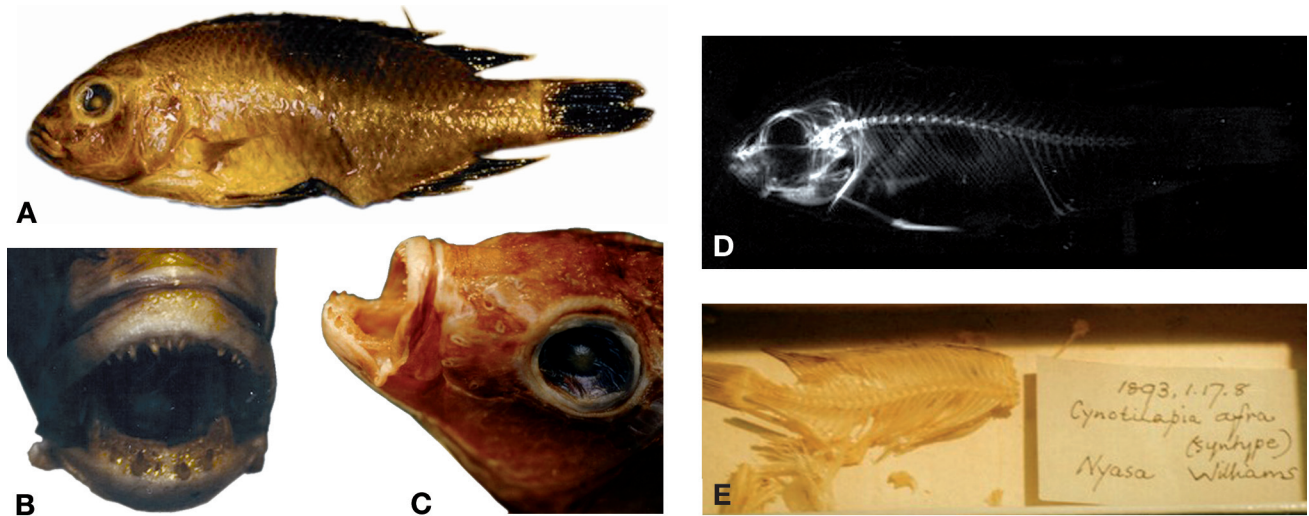 A
B
C
D
E
1893.1.17.8
Cynotilapia afra
(syntype)
Nyasa Williams